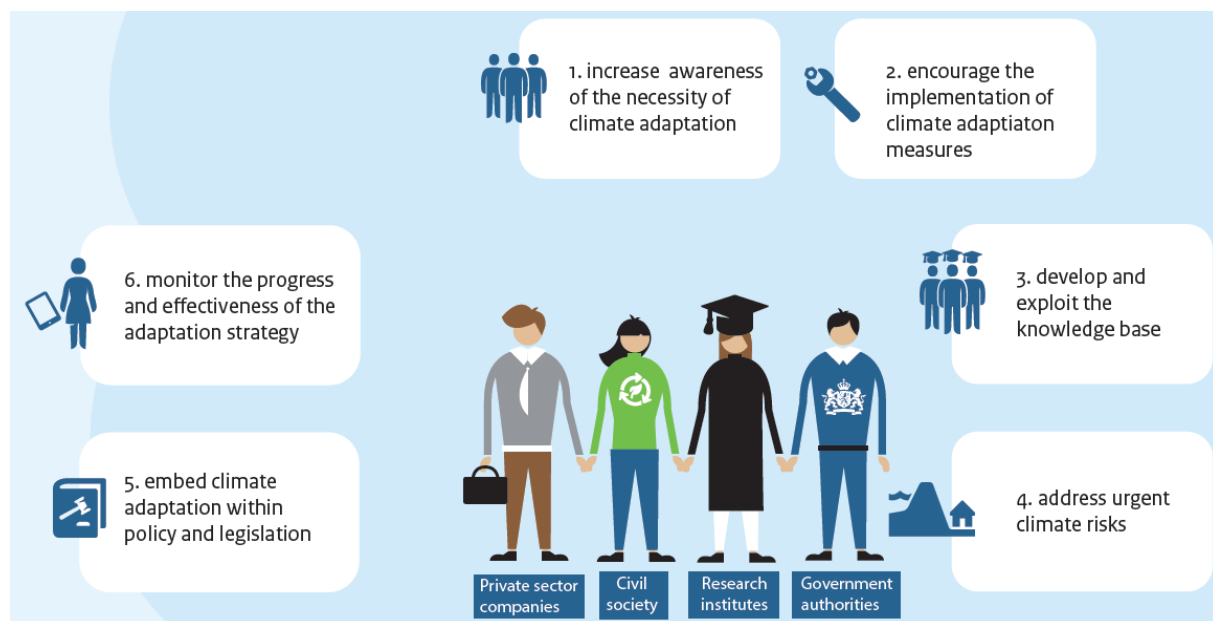 1. increase awareness
of the necessity of
climate adaptation
2. encourage the
implementation of
climate adaptiaton
measures
3. develop and
exploit the
knowledge base
4. address urgent
climate risks
5. embed climate
adaptation within
policy and legislation
6. monitor the progress
and effectiveness of the
adaptation strategy
Private sector
companies
Civil
society
Research
institutes
Government
authorities